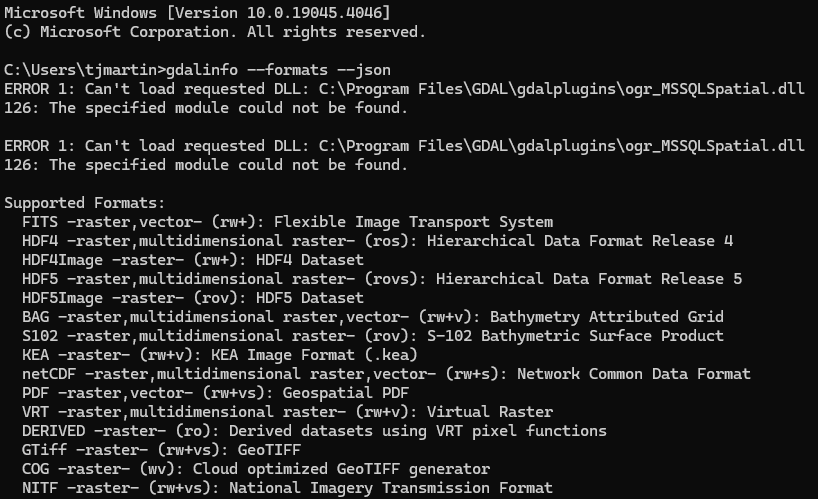 Microsoft Windows [Version 10.0.19045.4046]
(c) Microsoft Corporation. All rights reserved.
C:\Users\tjmartin>gdalinfo --formats --json
ERROR 1: Can't load requested DLL: C:\Program Files\GDAL\gdalplugins\ogr_MSSQLSpatial.dll
126: The specified module could not be found.
ERROR 1: Can't load requested DLL: C:\Program Files\GDAL\gdalplugins\ogr_MSSQLSpatial.dll
126: The specified module could not be found.
Supported Formats:
  FITS -raster,vector- (rw+): Flexible Image Transport System
  HDF4 -raster,multidimensional raster- (ros): Hierarchical Data Format Release 4
  HDF4Image -raster- (rw+): HDF4 Dataset
  HDF5 -raster,multidimensional raster- (rovs): Hierarchical Data Format Release 5
  HDF5Image -raster- (rov): HDF5 Dataset
  BAG -raster,multidimensional raster,vector- (rw+v): Bathymetry Attributed Grid
  S102 -raster,multidimensional raster- (rov): S-102 Bathymetric Surface Product
  KEA -raster- (rw+v): KEA Image Format (.kea)
  netCDF -raster,multidimensional raster,vector- (rw+s): Network Common Data Format
  PDF -raster,vector- (rw+vs): Geospatial PDF
  VRT -raster,multidimensional raster- (rw+v): Virtual Raster
  DERIVED -raster- (ro): Derived datasets using VRT pixel functions
  GTiff -raster- (rw+vs): GeoTIFF
  COG -raster- (wv): Cloud optimized GeoTIFF generator
  NITF -raster- (rw+vs): National Imagery Transmission Format